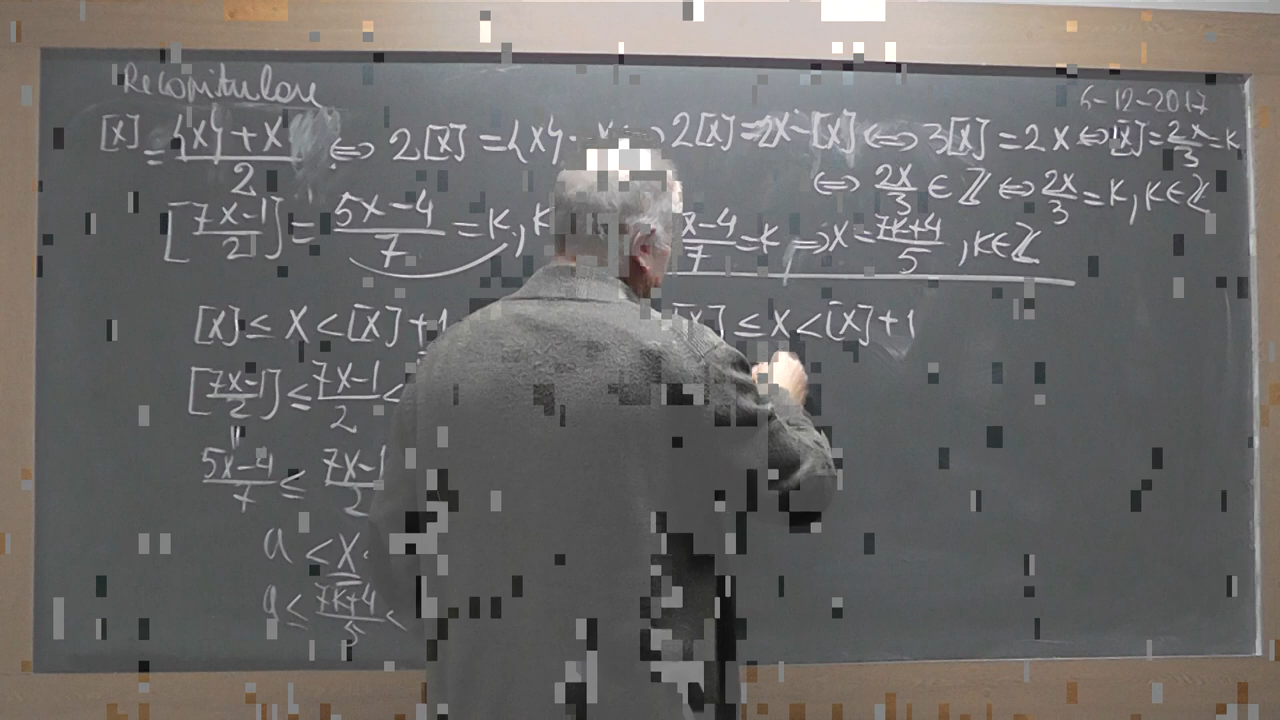 Recapitulare
6-12-2017
[x] = {x}+x / 2 ⇔ 2[x] = {x}+x ⇔ 2[x]=2x-[x] ⇔ 3[x]=2x ⇔ [x]=2x/3=k
⇔ 2x/3 ∈ ℤ ⇔ 2x/3 = k, k∈ℤ
[7x-1/2] = 5x-4/7 = k, k x-4/7 = k ⇒ x = 7k+4/5, k∈ℤ
[x] ≤ x < [x]+1 [x] ≤ x < [x]+1
[7x-1/2] ≤ 7x-1/2 <
5x-4/7 ≤ 7x-1/2
a < x
a ≤ 7k+4/5 <